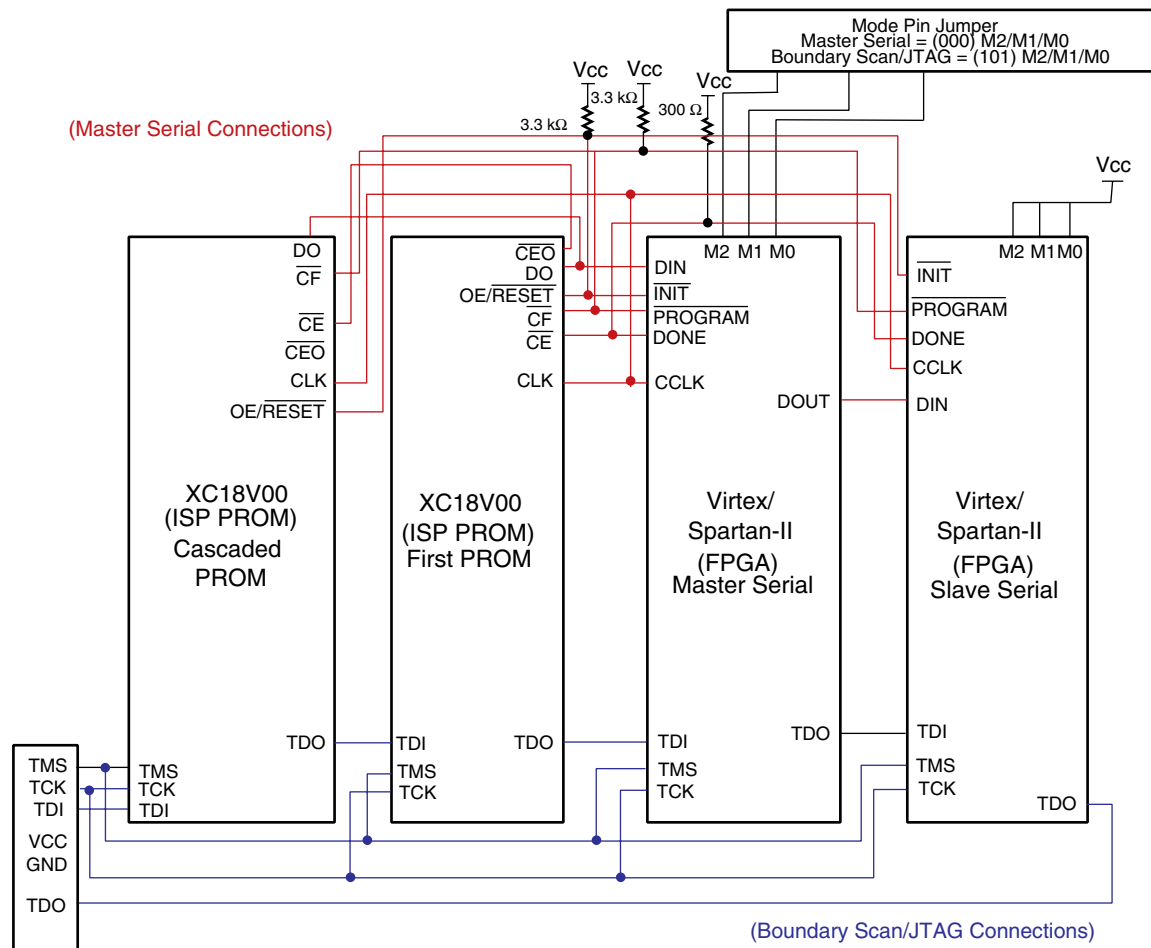 Mode Pin Jumper
Master Serial = (000) M2/M1/M0
Boundary Scan/JTAG = (101) M2/M1/M0
Vcc
Vcc
Vcc
3.3 kΩ
300 Ω
3.3 kΩ
(Master Serial Connections)
Vcc
DO
CF
CE
CEO
CLK
OE/RESET
XC18V00
(ISP PROM)
Cascaded
PROM
TDO
TMS
TCK
TDI
CEO
DO
OE/RESET
CF
CE
CLK
XC18V00
(ISP PROM)
First PROM
TDI
TDO
TMS
TCK
M2 M1 M0
DIN
INIT
PROGRAM
DONE
CCLK
DOUT
Virtex/
Spartan-II
(FPGA)
Master Serial
TDO
TDI
TMS
TCK
M2 M1 M0
INIT
PROGRAM
DONE
CCLK
DIN
Virtex/
Spartan-II
(FPGA)
Slave Serial
TDI
TMS
TCK
TDO
TMS
TCK
TDI
VCC
GND
TDO
(Boundary Scan/JTAG Connections)